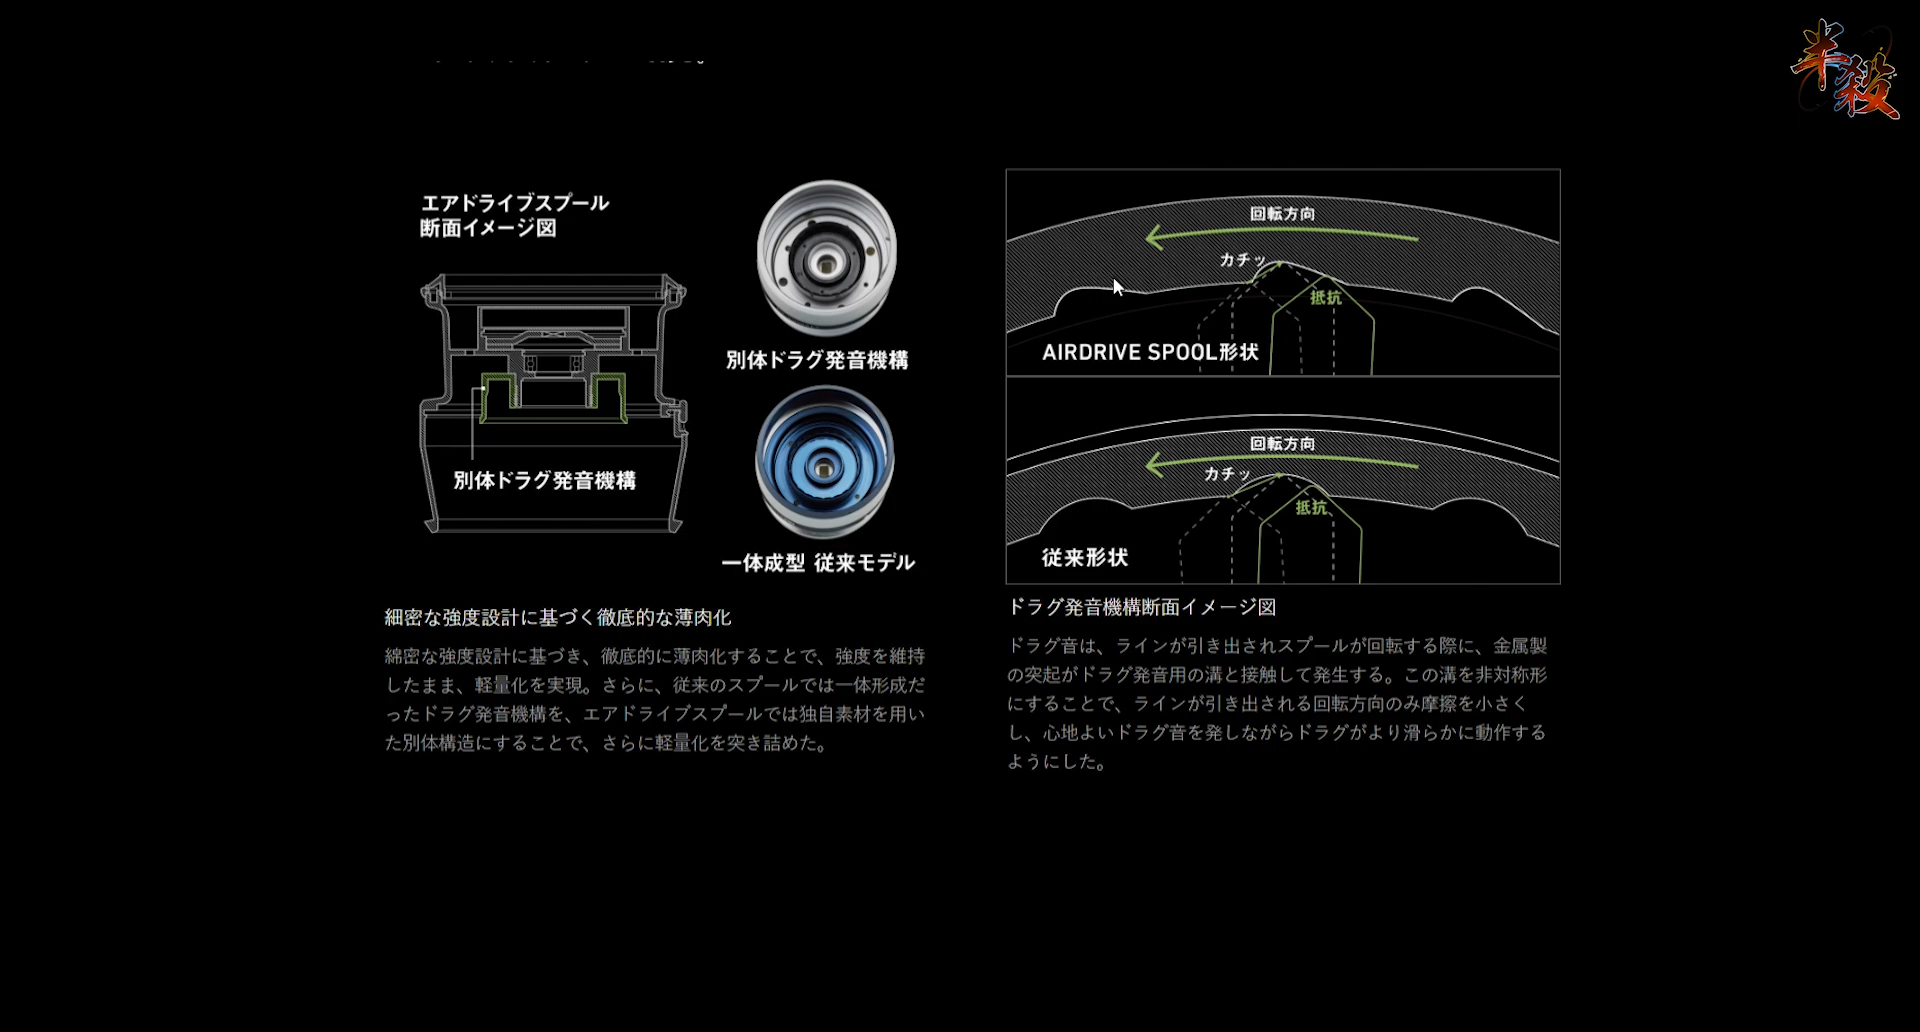 半殺
エアドライブスプール
断面イメージ図
別体ドラグ発音機構
別体ドラグ発音機構
一体成型 従来モデル
細密な強度設計に基づく徹底的な薄肉化
綿密な強度設計に基づき、徹底的に薄肉化することで、強度を維持
したまま、軽量化を実現。さらに、従来のスプールでは一体形成だ
ったドラグ発音機構を、エアドライブスプールでは独自素材を用い
た別体構造にすることで、さらに軽量化を突き詰めた。
回転方向
カチッ
抵抗
AIRDRIVE SPOOL形状
回転方向
カチッ
抵抗
従来形状
ドラグ発音機構断面イメージ図
ドラグ音は、ラインが引き出されスプールが回転する際に、金属製
の突起がドラグ発音用の溝と接触して発生する。この溝を非対称形
にすることで、ラインが引き出される回転方向のみ摩擦を小さく
し、心地よいドラグ音を発しながらドラグがより滑らかに動作する
ようにした。